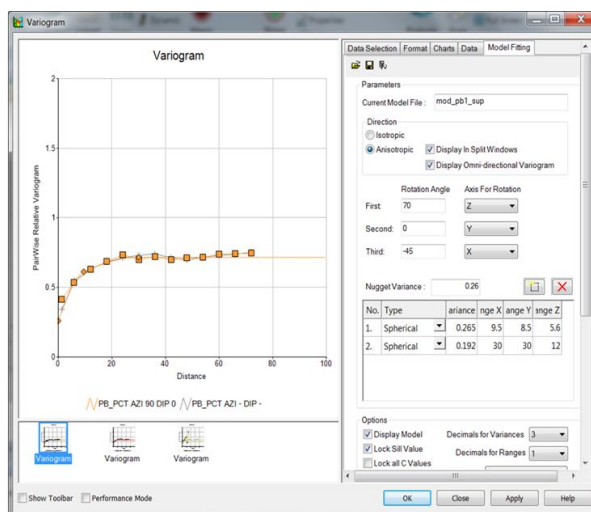 Variogram
Variogram
PairWise Relative Variogram
2
1.5
1
0.5
0
0 20 40 60 80 100
Distance
PB_PCT AZI 90 DIP 0 PB_PCT AZI - DIP -
Variogram Variogram Variogram
Show Toolbar Performance Mode
Data Selection Format Charts Data Model Fitting
Parameters
Current Model File : mod_pb1_sup
Direction
Isotropic
Anisotropic Display In Split Windows
Display Omni-directional Variogram
Rotation Angle Axis For Rotation
First: 70 Z
Second: 0 Y
Third: -45 X
Nugget Variance : 0.26
No. Type ariance nge X ange Y ange Z
1. Spherical 0.265 9.5 8.5 5.6
2. Spherical 0.192 30 30 12
Options
Display Model Decimals for Variances 3
Lock Sill Value Decimals for Ranges 1
Lock all C Values
OK Close Apply Help